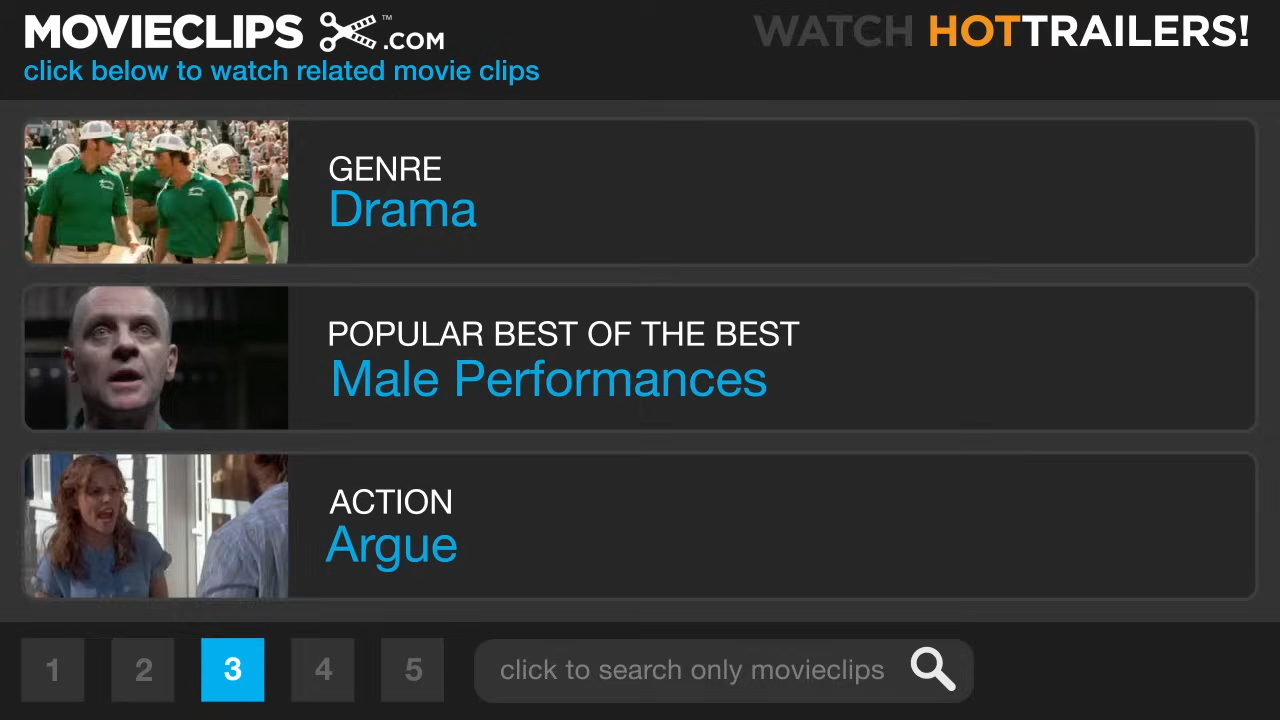 MOVIECLIPS ™ .COM
WATCH HOTTRAILERS!
click below to watch related movie clips
GENRE
Drama
POPULAR BEST OF THE BEST
Male Performances
ACTION
Argue
1 2 3 4 5
click to search only movieclips